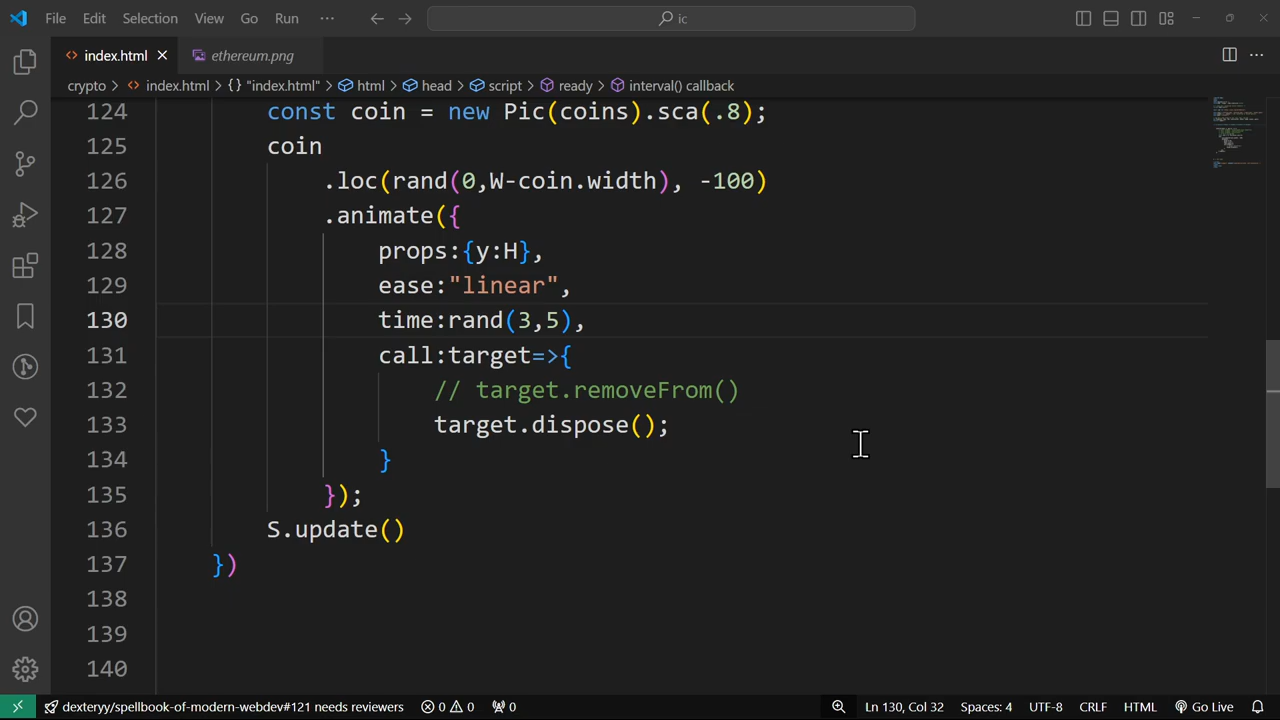 File Edit Selection View Go Run ··· ic
index.html ethereum.png ···
crypto > index.html > {} "index.html" > html > head > script > ready > interval() callback
124 const coin = new Pic(coins).sca(.8);
125 coin
126 .loc(rand(0,W-coin.width), -100)
127 .animate({
128 props:{y:H},
129 ease:"linear",
130 time:rand(3,5),
131 call:target=>{
132 // target.removeFrom()
133 target.dispose();
134 }
135 });
136 S.update()
137 })
138
139
140
dexteryy/spellbook-of-modern-webdev#121 needs reviewers 0 0 0 Ln 130, Col 32 Spaces: 4 UTF-8 CRLF HTML Go Live